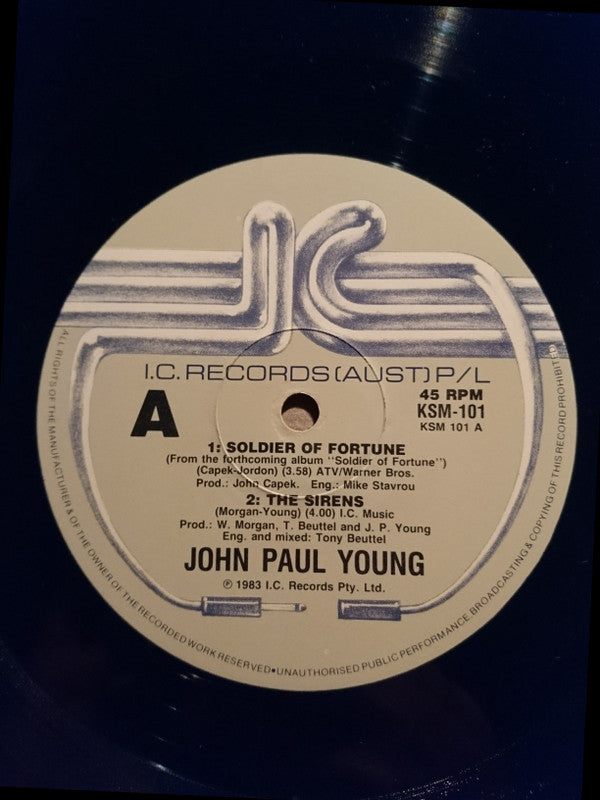 I.C. RECORDS (AUST) P/L
A
45 RPM
KSM-101
KSM 101 A
1: SOLDIER OF FORTUNE
(From the forthcoming album "Soldier of Fortune")
(Capek-Jordon) (3.58) ATV/Warner Bros.
Prod.: John Capek. Eng.: Mike Stavrou
2: THE SIRENS
(Morgan-Young) (4.00) I.C. Music
Prod.: W. Morgan, T. Beuttel and J. P. Young
Eng. and mixed: Tony Beuttel
JOHN PAUL YOUNG
℗ 1983 I.C. Records Pty. Ltd.
ALL RIGHTS OF THE MANUFACTURER & OF THE OWNER OF THE RECORDED WORK RESERVED•UNAUTHORISED PUBLIC PERFORMANCE, BROADCASTING & COPYING OF THIS RECORD PROHIBITED